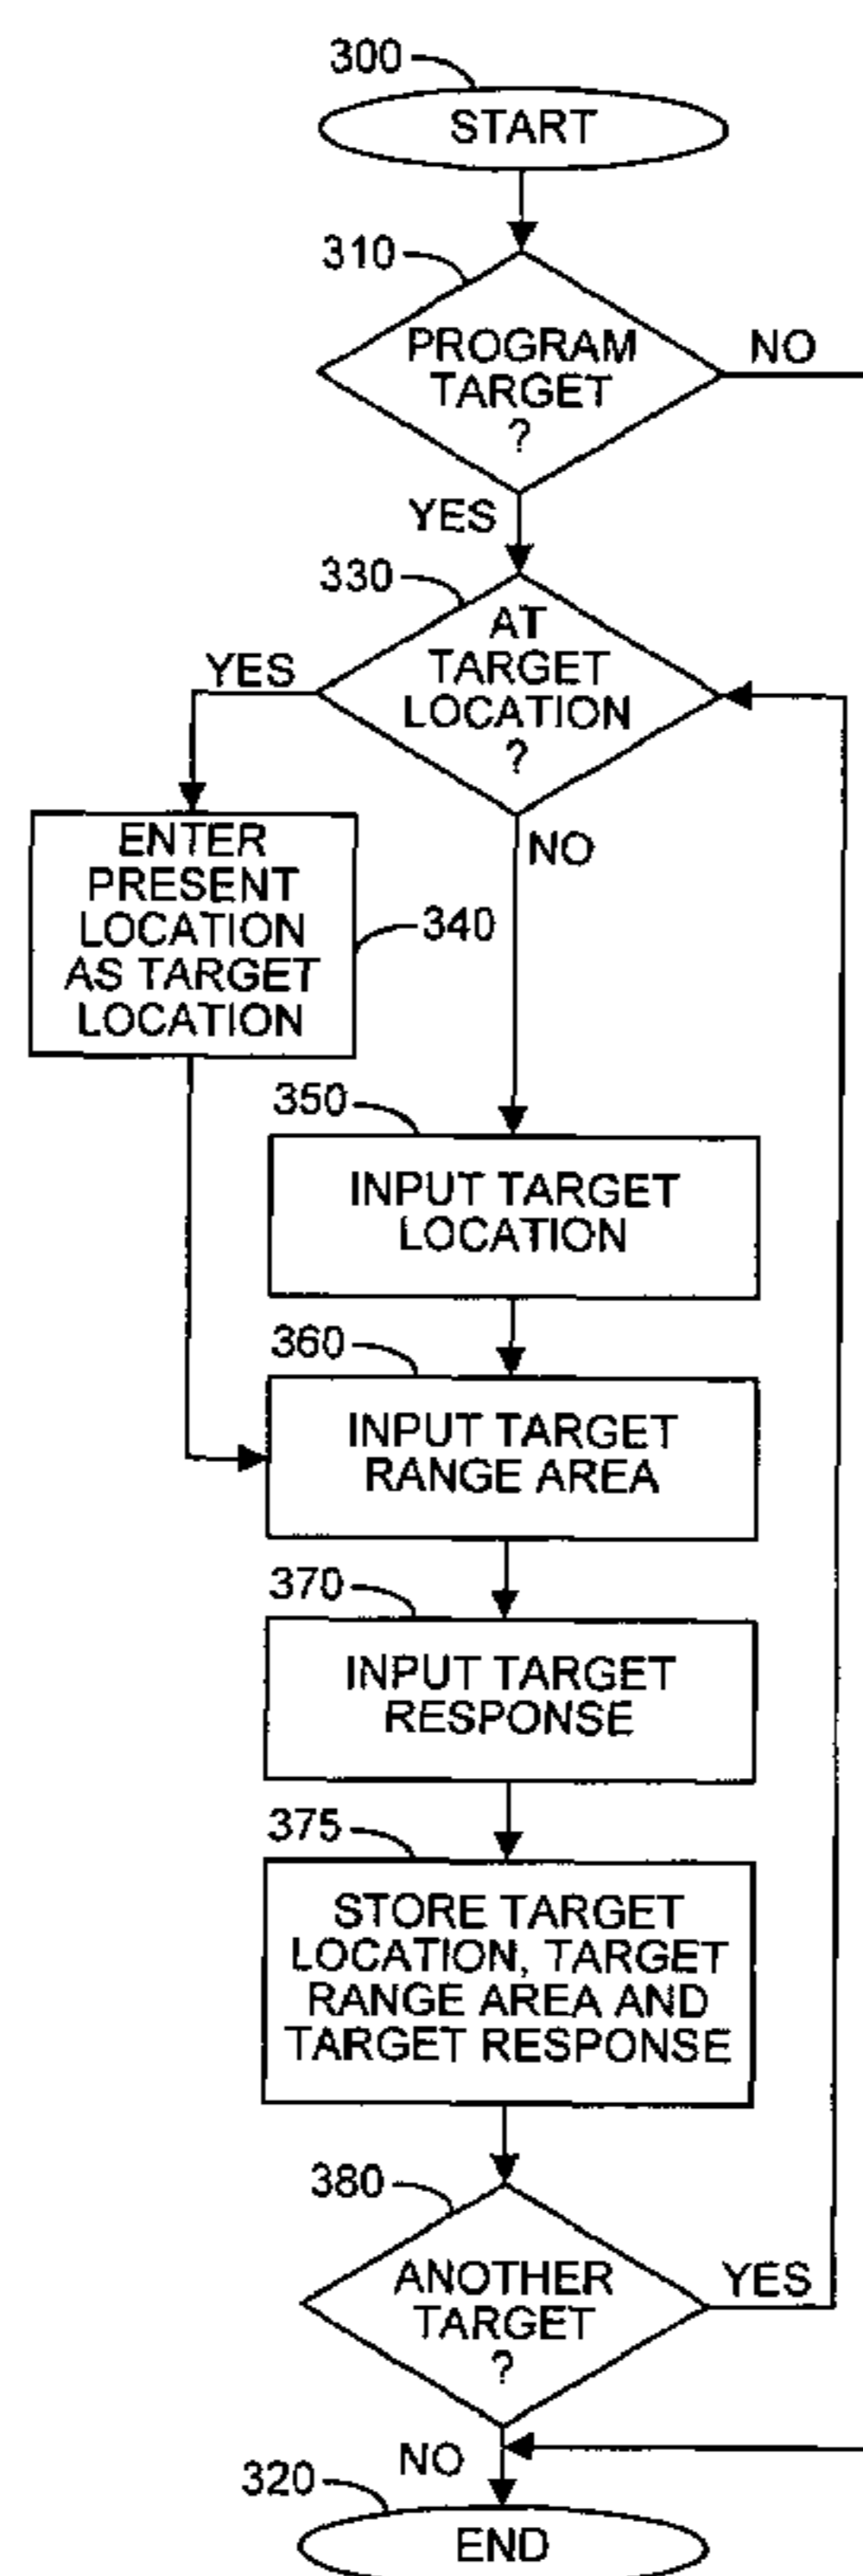 300
START
310
PROGRAM
TARGET
?
NO
YES
330
AT
TARGET
LOCATION
?
YES
NO
ENTER
PRESENT
LOCATION
AS TARGET
LOCATION
340
350
INPUT TARGET
LOCATION
360
INPUT TARGET
RANGE AREA
370
INPUT TARGET
RESPONSE
375
STORE TARGET
LOCATION, TARGET
RANGE AREA AND
TARGET RESPONSE
380
ANOTHER
TARGET
?
YES
NO
320
END